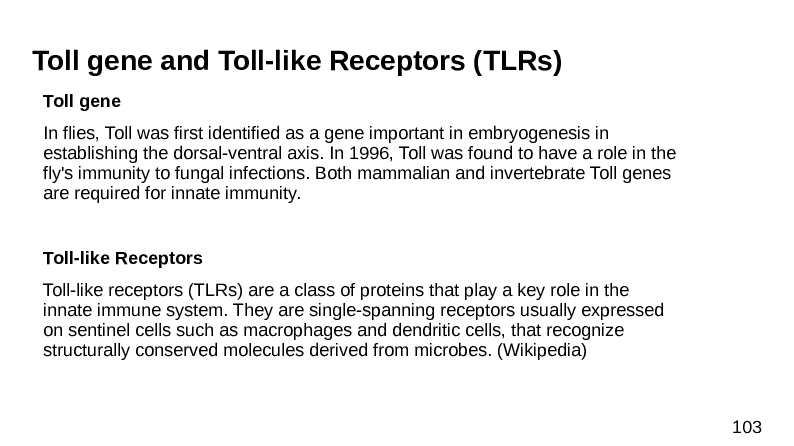 Toll gene and Toll-like Receptors (TLRs)
Toll gene
In flies, Toll was first identified as a gene important in embryogenesis in
establishing the dorsal-ventral axis. In 1996, Toll was found to have a role in the
fly's immunity to fungal infections. Both mammalian and invertebrate Toll genes
are required for innate immunity.
Toll-like Receptors
Toll-like receptors (TLRs) are a class of proteins that play a key role in the
innate immune system. They are single-spanning receptors usually expressed
on sentinel cells such as macrophages and dendritic cells, that recognize
structurally conserved molecules derived from microbes. (Wikipedia)
103